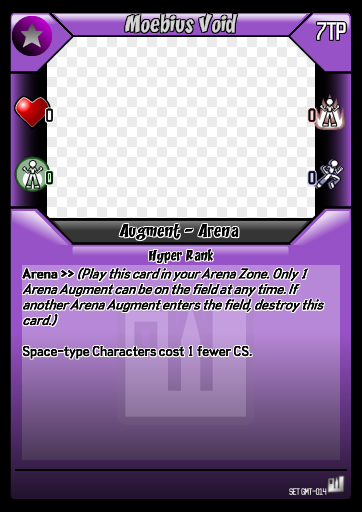 Moebius Void
7TP
0
0
0
0
Augment - Arena
Hyper Rank
Arena >> (Play this card in your Arena Zone. Only 1
Arena Augment can be on the field at any time. If
another Arena Augment enters the field, destroy this
card.)
Space-type Characters cost 1 fewer CS.
SET GMT-014